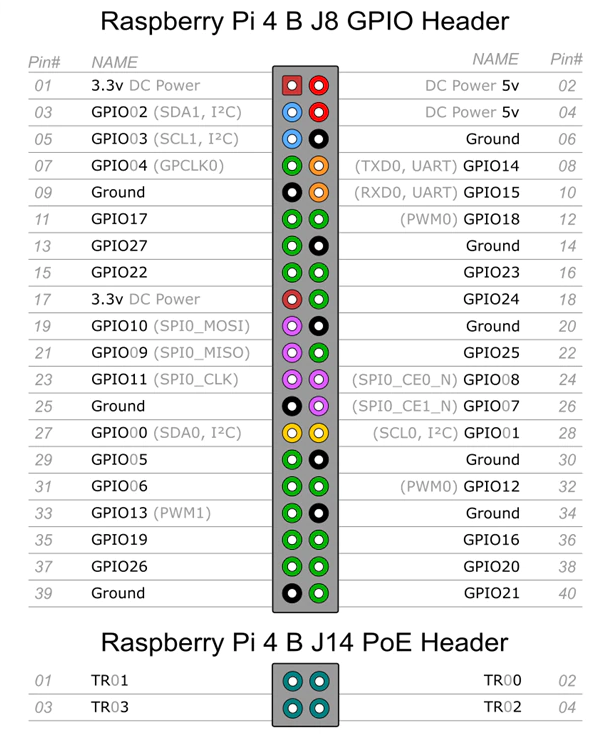 Raspberry Pi 4 B J8 GPIO Header
Pin# NAME NAME Pin#
01 3.3v DC Power DC Power 5v 02
03 GPIO02 (SDA1, I²C) DC Power 5v 04
05 GPIO03 (SCL1, I²C) Ground 06
07 GPIO04 (GPCLK0) (TXD0, UART) GPIO14 08
09 Ground (RXD0, UART) GPIO15 10
11 GPIO17 (PWM0) GPIO18 12
13 GPIO27 Ground 14
15 GPIO22 GPIO23 16
17 3.3v DC Power GPIO24 18
19 GPIO10 (SPI0_MOSI) Ground 20
21 GPIO09 (SPI0_MISO) GPIO25 22
23 GPIO11 (SPI0_CLK) (SPI0_CE0_N) GPIO08 24
25 Ground (SPI0_CE1_N) GPIO07 26
27 GPIO00 (SDA0, I²C) (SCL0, I²C) GPIO01 28
29 GPIO05 Ground 30
31 GPIO06 (PWM0) GPIO12 32
33 GPIO13 (PWM1) Ground 34
35 GPIO19 GPIO16 36
37 GPIO26 GPIO20 38
39 Ground GPIO21 40
Raspberry Pi 4 B J14 PoE Header
01 TR01 TR00 02
03 TR03 TR02 04